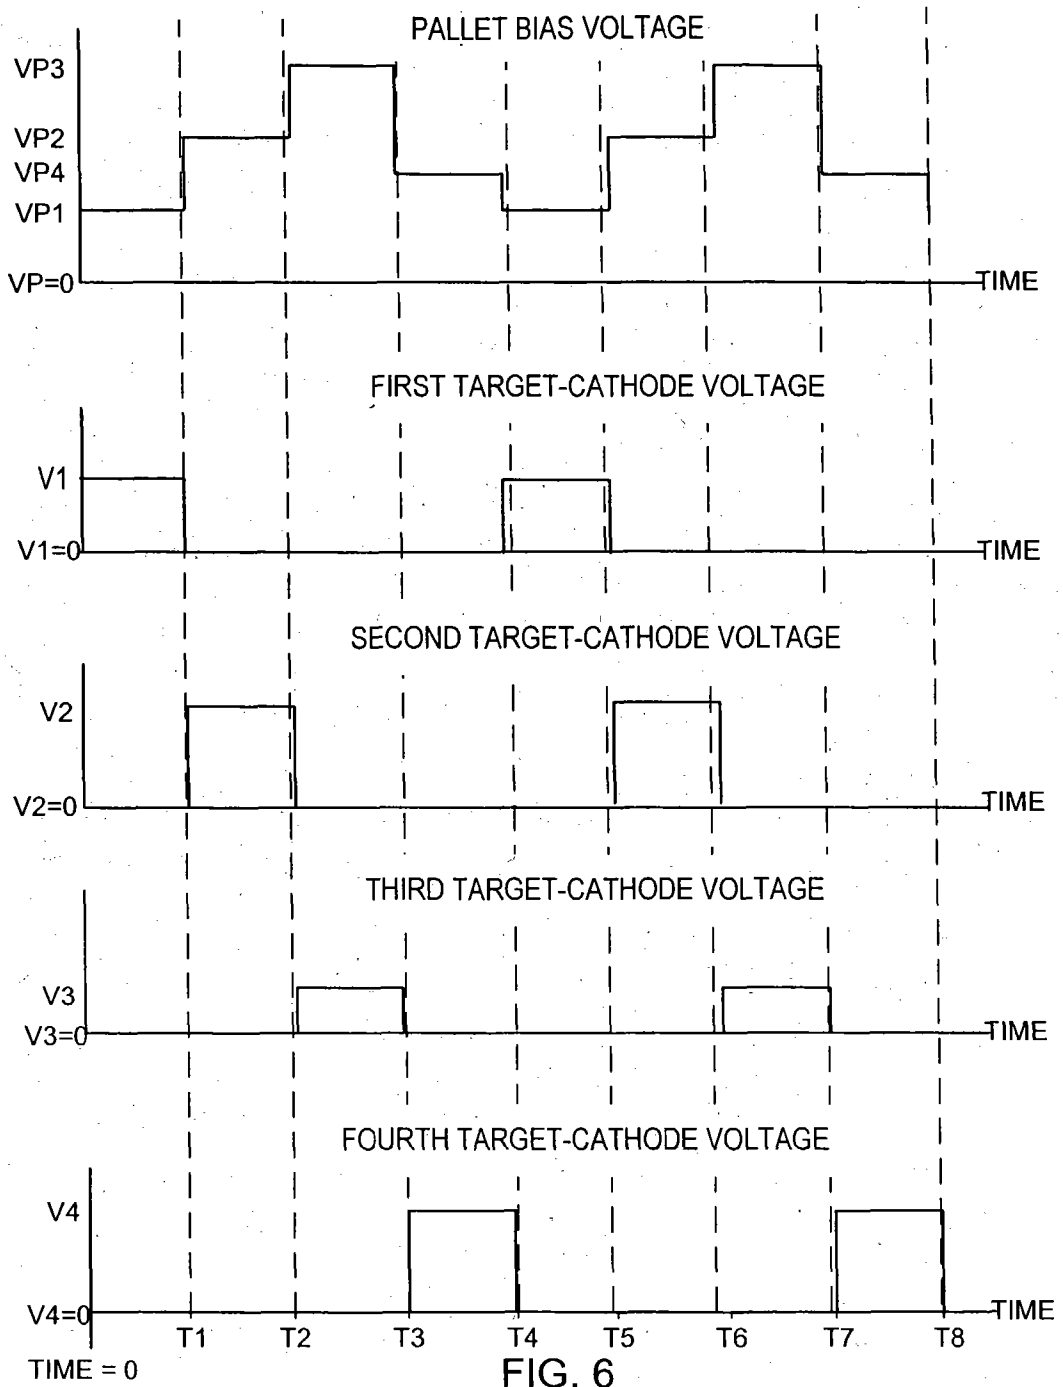 PALLET BIAS VOLTAGE
VP3
VP2
VP4
VP1
VP=0
TIME
FIRST TARGET-CATHODE VOLTAGE
V1
V1=0
TIME
SECOND TARGET-CATHODE VOLTAGE
V2
V2=0
TIME
THIRD TARGET-CATHODE VOLTAGE
V3
V3=0
TIME
FOURTH TARGET-CATHODE VOLTAGE
V4
V4=0
TIME
T1 T2 T3 T4 T5 T6 T7 T8
TIME = 0
FIG. 6